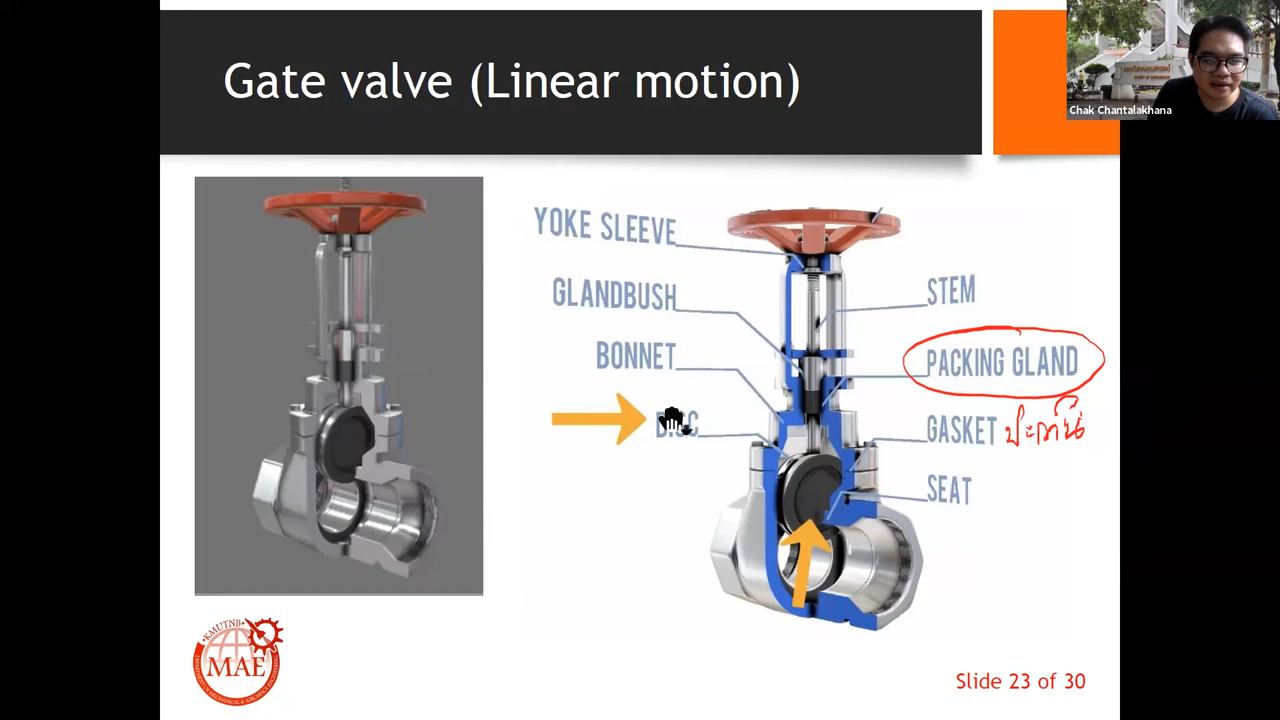 Gate valve (Linear motion)
Chak Chantalakhana
YOKE SLEEVE
GLANDBUSH
BONNET
STEM
PACKING GLAND
GASKET ปะเก็น
SEAT
KMUTNB
MAE
Slide 23 of 30